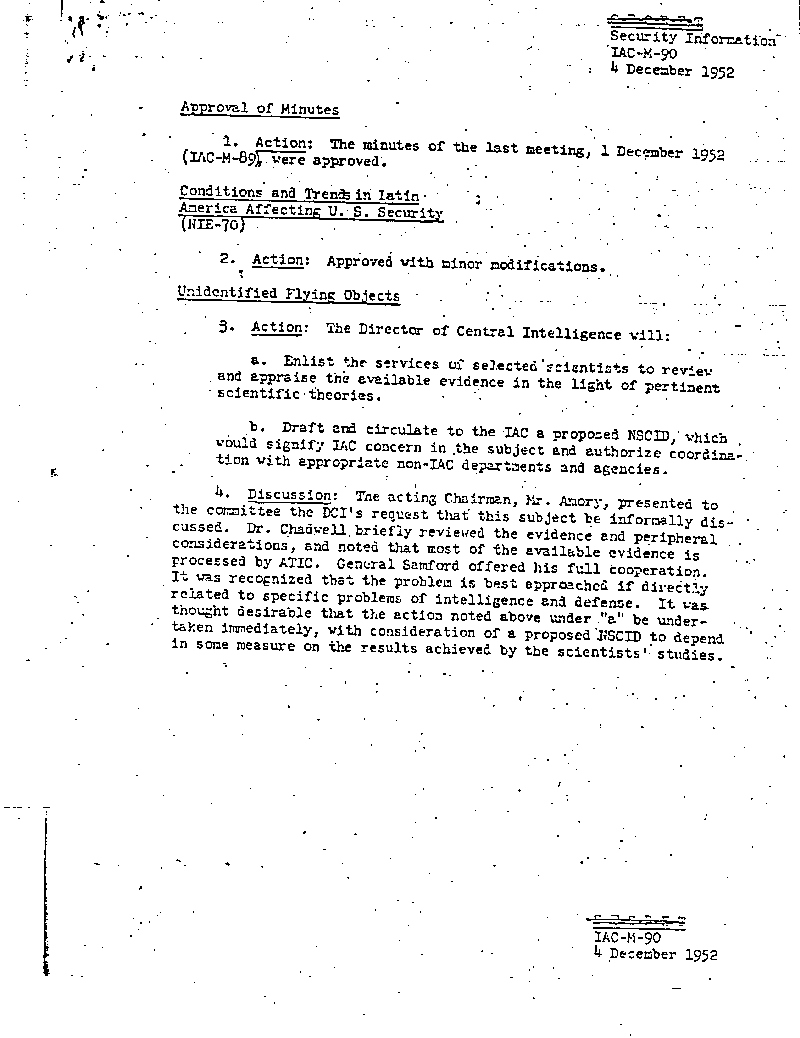 Security Information
IAC-M-90
4 December 1952
Approval of Minutes
1. Action: The minutes of the last meeting, 1 December 1952
(IAC-M-89), were approved.
Conditions and Trends in Latin
America Affecting U. S. Security
(NIE-70)
2. Action: Approved with minor modifications.
Unidentified Flying Objects
3. Action: The Director of Central Intelligence will:
a. Enlist the services of selected scientists to review
and appraise the available evidence in the light of pertinent
scientific theories.
b. Draft and circulate to the IAC a proposed NSCID, which
would signify IAC concern in the subject and authorize coordina-
tion with appropriate non-IAC departments and agencies.
4. Discussion: The acting Chairman, Mr. Amory, presented to
the committee the DCI's request that this subject be informally dis-
cussed. Dr. Chadwell briefly reviewed the evidence and peripheral
considerations, and noted that most of the available evidence is
processed by ATIC. General Samford offered his full cooperation.
It was recognized that the problem is best approached if directly
related to specific problems of intelligence and defense. It was
thought desirable that the action noted above under "a" be under-
taken immediately, with consideration of a proposed NSCID to depend
in some measure on the results achieved by the scientists' studies.
IAC-M-90
4 December 1952